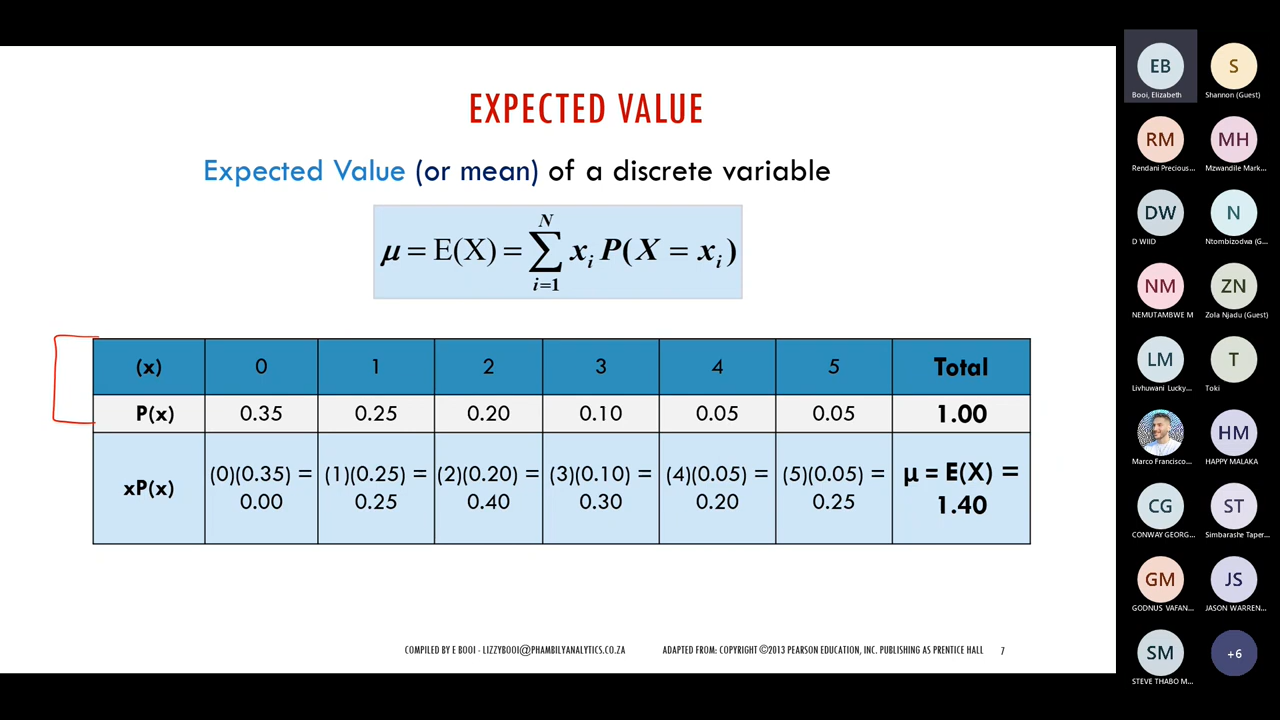 EXPECTED VALUE
Expected Value (or mean) of a discrete variable
μ = E(X) = ∑ᵢ₌₁ᴺ xᵢ P(X = xᵢ)
(x) 0 1 2 3 4 5 Total
P(x) 0.35 0.25 0.20 0.10 0.05 0.05 1.00
xP(x) (0)(0.35) = 0.00 (1)(0.25) = 0.25 (2)(0.20) = 0.40 (3)(0.10) = 0.30 (4)(0.05) = 0.20 (5)(0.05) = 0.25 μ = E(X) = 1.40
COMPILED BY E BOOI - LIZZYBOOI@PHAMBILYANALYTICS.CO.ZA ADAPTED FROM: COPYRIGHT ©2013 PEARSON EDUCATION, INC. PUBLISHING AS PRENTICE HALL 7
EB S
Booi, Elizabeth Shannon (Guest)
RM MH
Rendani Precious... Mzwandile Mark...
DW N
D WIID Ntombizodwa (G...
NM ZN
NEMUTAMBWE M Zola Njadu (Guest)
LM T
Livhuwani Lucky... Toki
HM
Marco Francisco... HAPPY MALAKA
CG ST
CONWAY GEORG... Simbarashe Taper...
GM JS
GODNUS VAFAN... JASON WARREN...
SM +6
STEVE THABO M...